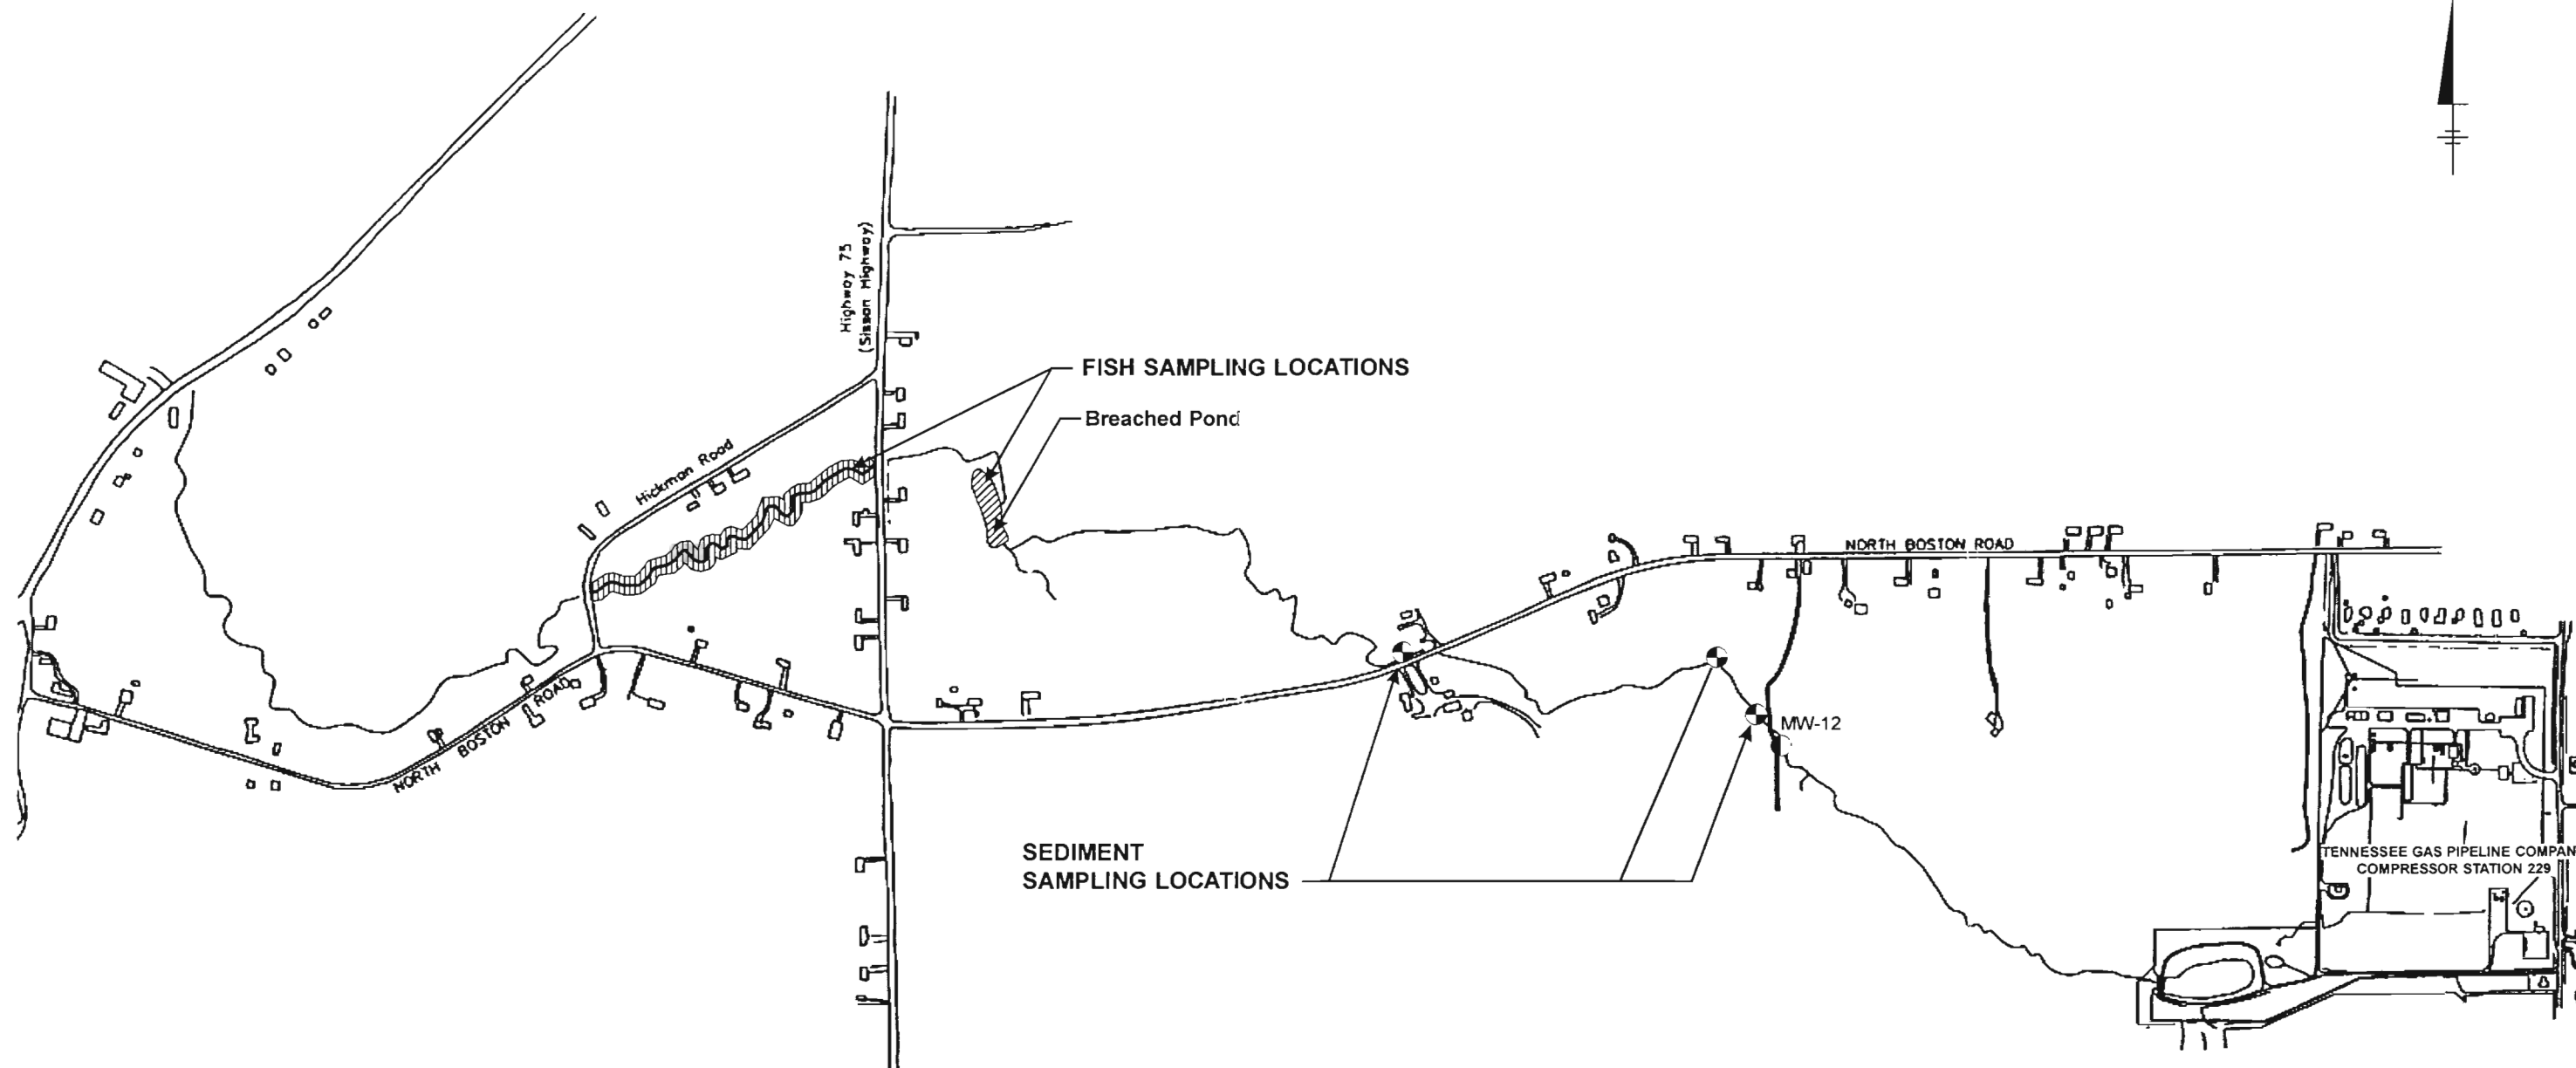 Highway 75
(Sisson Highway)
FISH SAMPLING LOCATIONS
Breached Pond
Hickman Road
NORTH BOSTON ROAD
NORTH BOSTON ROAD
MW-12
SEDIMENT
SAMPLING LOCATIONS
TENNESSEE GAS PIPELINE COMPAN
COMPRESSOR STATION 229